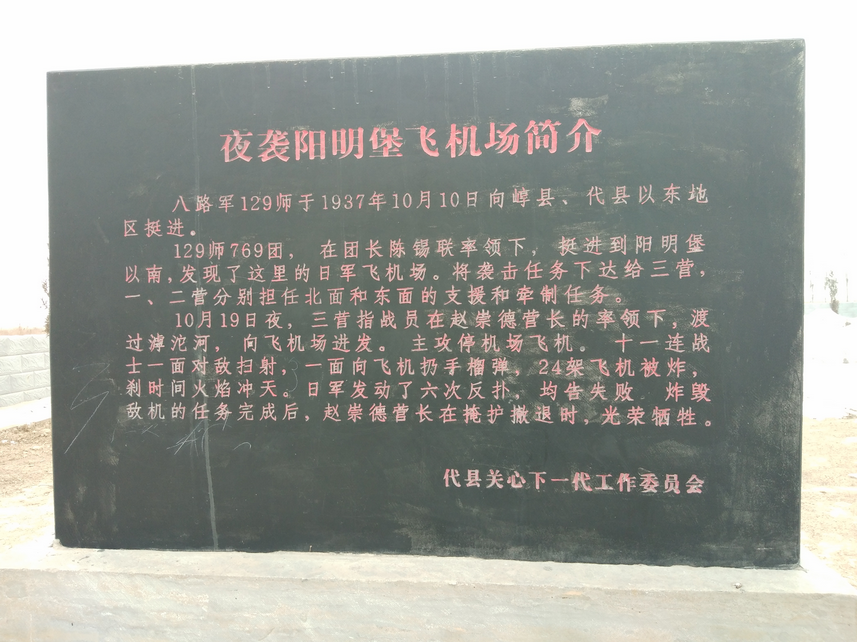 夜袭阳明堡飞机场简介
八路军129师于1937年10月10日向崞县、代县以东地
区挺进。
129师769团，在团长陈锡联率领下，挺进到阳明堡
以南，发现了这里的日军飞机场。将袭击任务下达给三营，
一、二营分别担任北面和东面的支援和牵制任务。
10月19日夜，三营指战员在赵崇德营长的率领下，渡
过滹沱河，向飞机场进发。主攻停机场飞机。十一连战
士一面对敌扫射，一面向飞机扔手榴弹，24架飞机被炸，
刹时间火焰冲天。日军发动了六次反扑，均告失败 炸毁
敌机的任务完成后，赵崇德营长在掩护撤退时，光荣牺牲。
代县关心下一代工作委员会